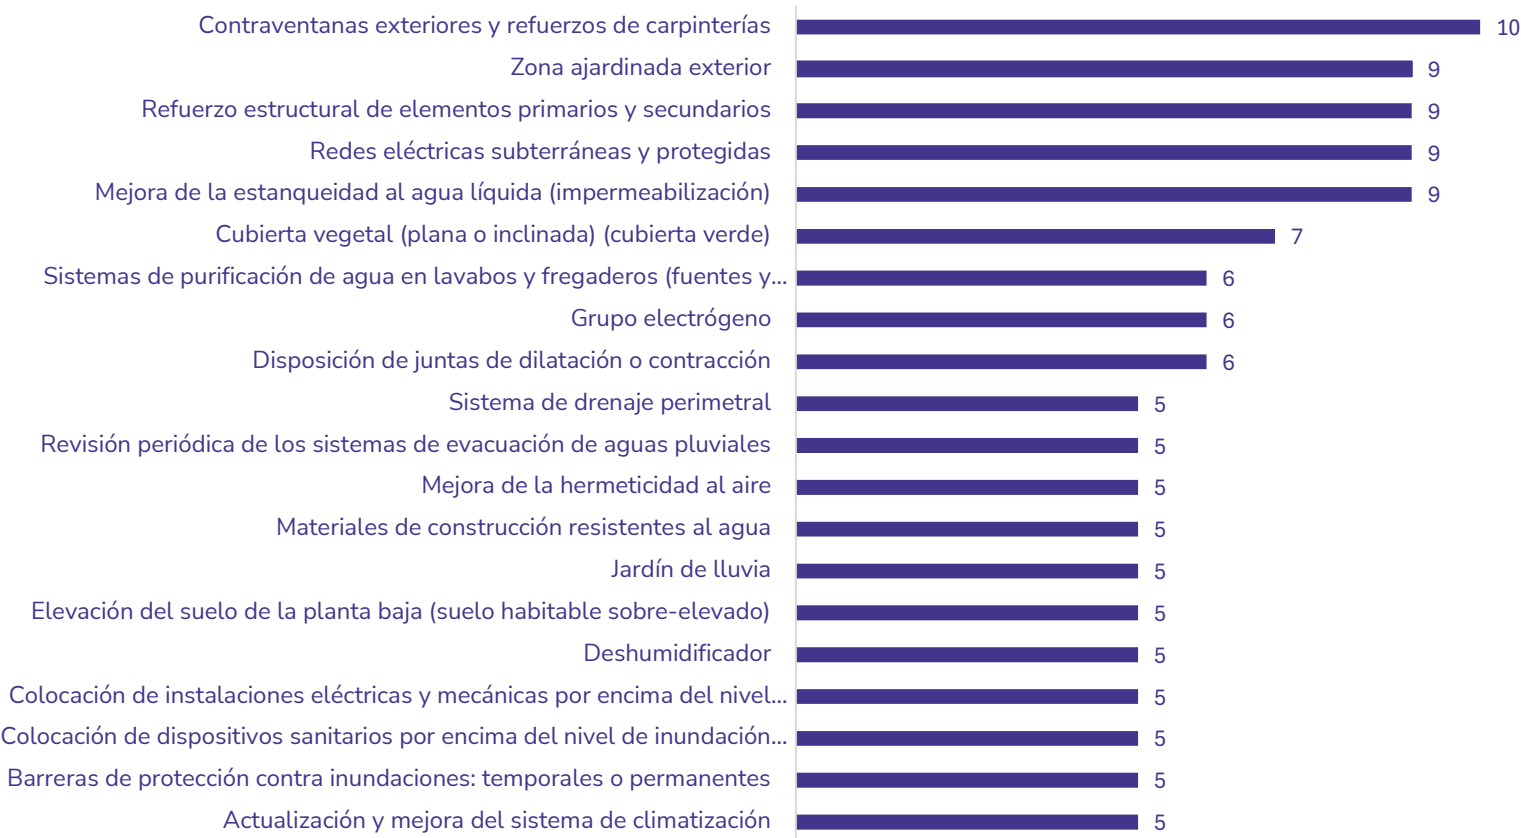 Contraventanas exteriores y refuerzos de carpinterías 10
Zona ajardinada exterior 9
Refuerzo estructural de elementos primarios y secundarios 9
Redes eléctricas subterráneas y protegidas 9
Mejora de la estanqueidad al agua líquida (impermeabilización) 9
Cubierta vegetal (plana o inclinada) (cubierta verde) 7
Sistemas de purificación de agua en lavabos y fregaderos (fuentes y... 6
Grupo electrógeno 6
Disposición de juntas de dilatación o contracción 6
Sistema de drenaje perimetral 5
Revisión periódica de los sistemas de evacuación de aguas pluviales 5
Mejora de la hermeticidad al aire 5
Materiales de construcción resistentes al agua 5
Jardín de lluvia 5
Elevación del suelo de la planta baja (suelo habitable sobre-elevado) 5
Deshumidificador 5
Colocación de instalaciones eléctricas y mecánicas por encima del nivel... 5
Colocación de dispositivos sanitarios por encima del nivel de inundación... 5
Barreras de protección contra inundaciones: temporales o permanentes 5
Actualización y mejora del sistema de climatización 5